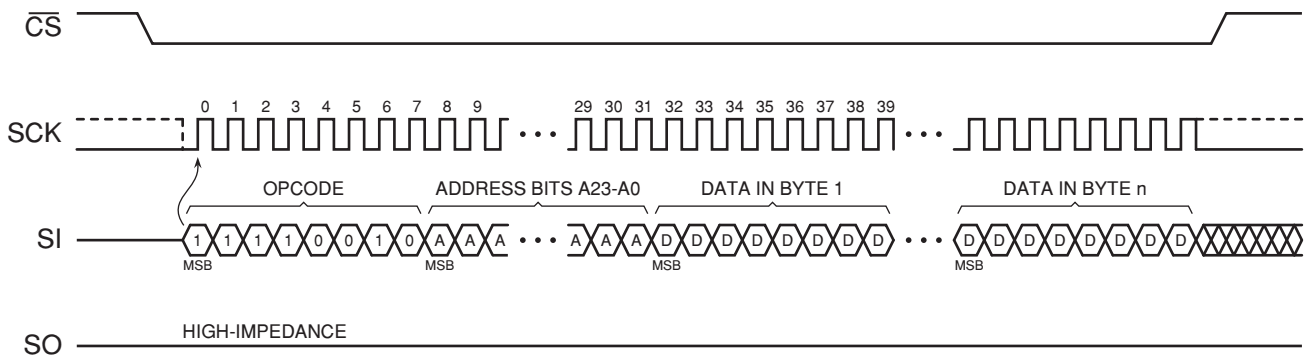 CS
0 1 2 3 4 5 6 7 8 9 29 30 31 32 33 34 35 36 37 38 39
SCK
OPCODE ADDRESS BITS A23-A0 DATA IN BYTE 1 DATA IN BYTE n
SI 1 1 1 1 0 0 1 0 A A A A A A D D D D D D D D D D D D D D D D
MSB MSB MSB MSB
HIGH-IMPEDANCE
SO